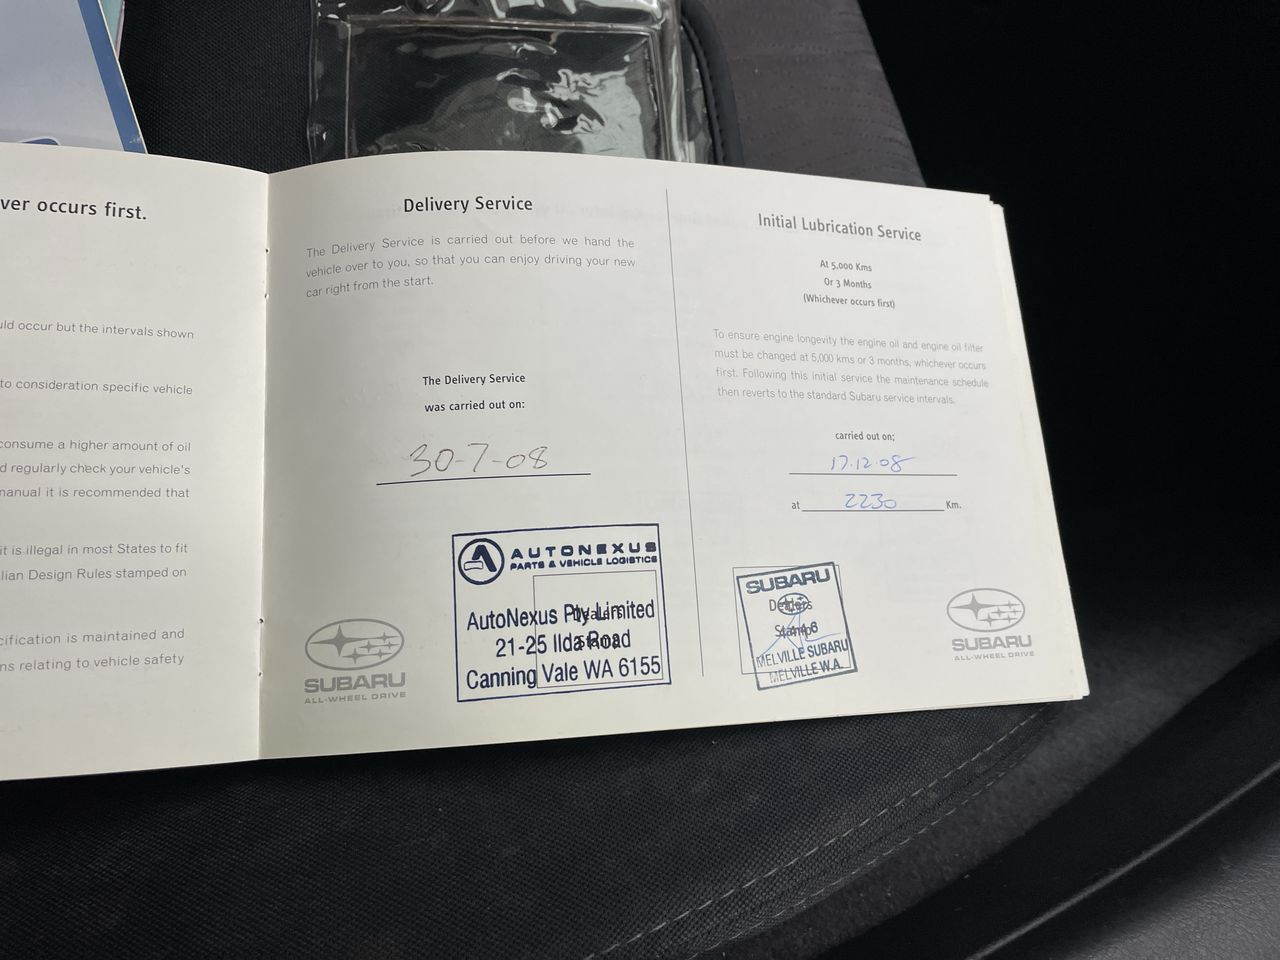 ver occurs first.
uld occur but the intervals shown
to consideration specific vehicle
consume a higher amount of oil
d regularly check your vehicle's
manual it is recommended that
it is illegal in most States to fit
lian Design Rules stamped on
cification is maintained and
ns relating to vehicle safety
Delivery Service
The Delivery Service is carried out before we hand the
vehicle over to you, so that you can enjoy driving your new
car right from the start.
The Delivery Service
was carried out on:
30-7-08
AUTONEXUS
PARTS & VEHICLE LOGISTICS
AutoNexus Pty Limited
21-25 Ilda Road
Canning Vale WA 6155
Dealers
Stamp
SUBARU
ALL-WHEEL DRIVE
Initial Lubrication Service
At 5,000 Kms
Or 3 Months
(Whichever occurs first)
To ensure engine longevity the engine oil and engine oil filter
must be changed at 5,000 kms or 3 months, whichever occurs
first. Following this initial service the maintenance schedule
then reverts to the standard Subaru service intervals.
carried out on;
17.12.08
at 2230 Km.
SUBARU
Dealers
Stamp
MELVILLE SUBARU
MELVILLE W.A.
SUBARU
ALL-WHEEL DRIVE